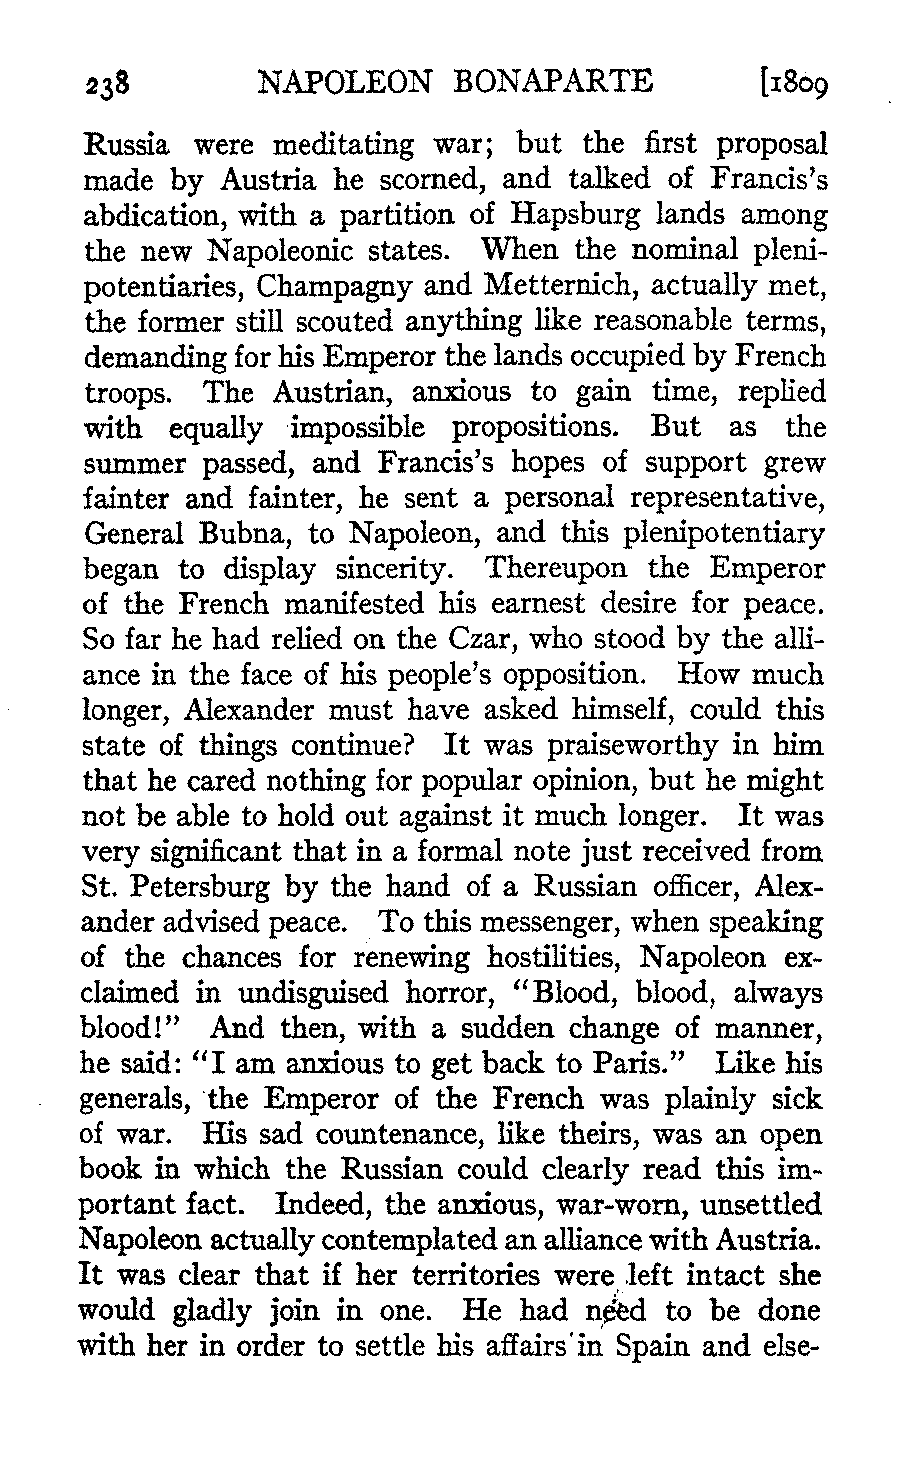 238 NAPOLEON BONAPARTE [1809
Russia were meditating war; but the first proposal
made by Austria he scorned, and talked of Francis's
abdication, with a partition of Hapsburg lands among
the new Napoleonic states. When the nominal pleni-
potentiaries, Champagny and Metternich, actually met,
the former still scouted anything like reasonable terms,
demanding for his Emperor the lands occupied by French
troops. The Austrian, anxious to gain time, replied
with equally impossible propositions. But as the
summer passed, and Francis's hopes of support grew
fainter and fainter, he sent a personal representative,
General Bubna, to Napoleon, and this plenipotentiary
began to display sincerity. Thereupon the Emperor
of the French manifested his earnest desire for peace.
So far he had relied on the Czar, who stood by the alli-
ance in the face of his people's opposition. How much
longer, Alexander must have asked himself, could this
state of things continue? It was praiseworthy in him
that he cared nothing for popular opinion, but he might
not be able to hold out against it much longer. It was
very significant that in a formal note just received from
St. Petersburg by the hand of a Russian officer, Alex-
ander advised peace. To this messenger, when speaking
of the chances for renewing hostilities, Napoleon ex-
claimed in undisguised horror, "Blood, blood, always
blood!" And then, with a sudden change of manner,
he said: "I am anxious to get back to Paris." Like his
generals, the Emperor of the French was plainly sick
of war. His sad countenance, like theirs, was an open
book in which the Russian could clearly read this im-
portant fact. Indeed, the anxious, war-worn, unsettled
Napoleon actually contemplated an alliance with Austria.
It was clear that if her territories were left intact she
would gladly join in one. He had need to be done
with her in order to settle his affairs in Spain and else-